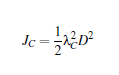 J_C = \frac{1}{2} \lambda_C^2 D^2